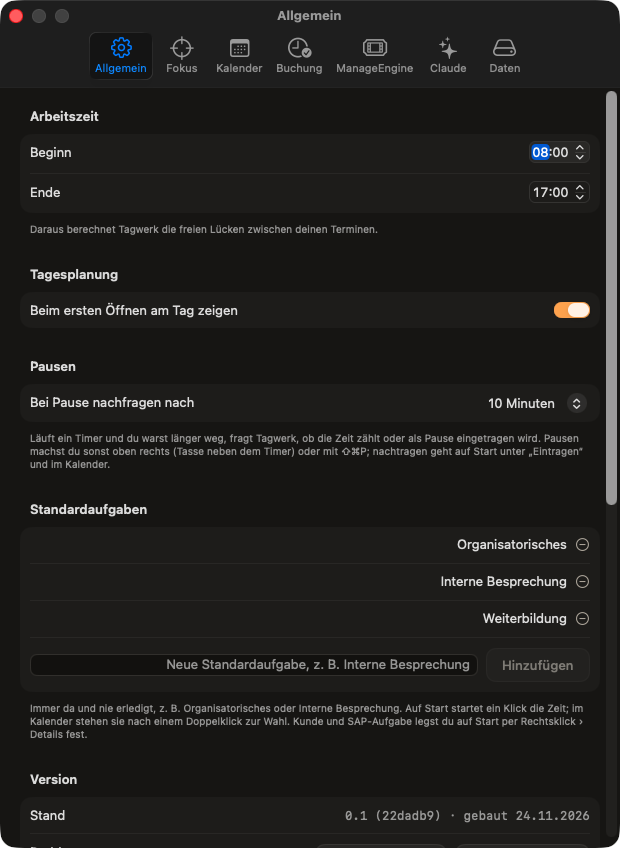 Allgemein
Allgemein Fokus Kalender Buchung ManageEngine Claude Daten
Arbeitszeit
Beginn 08:00
Ende 17:00
Daraus berechnet Tagwerk die freien Lücken zwischen deinen Terminen.
Tagesplanung
Beim ersten Öffnen am Tag zeigen
Pausen
Bei Pause nachfragen nach 10 Minuten
Läuft ein Timer und du warst länger weg, fragt Tagwerk, ob die Zeit zählt oder als Pause eingetragen wird. Pausen
machst du sonst oben rechts (Tasse neben dem Timer) oder mit ⇧⌘P; nachtragen geht auf Start unter „Eintragen“
und im Kalender.
Standardaufgaben
Organisatorisches
Interne Besprechung
Weiterbildung
Neue Standardaufgabe, z. B. Interne Besprechung Hinzufügen
Immer da und nie erledigt, z. B. Organisatorisches oder Interne Besprechung. Auf Start startet ein Klick die Zeit; im
Kalender stehen sie nach einem Doppelklick zur Wahl. Kunde und SAP-Aufgabe legst du auf Start per Rechtsklick ›
Details fest.
Version
Stand 0.1 (22dadb9) · gebaut 24.11.2026